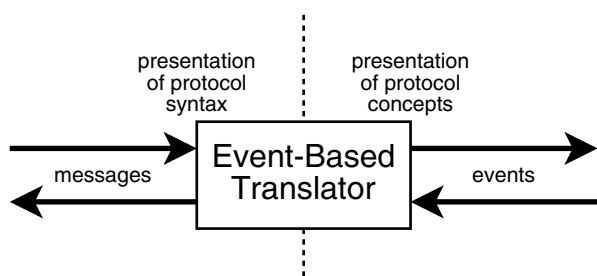 presentation
of protocol
syntax
presentation
of protocol
concepts
Event-Based
Translator
messages
events